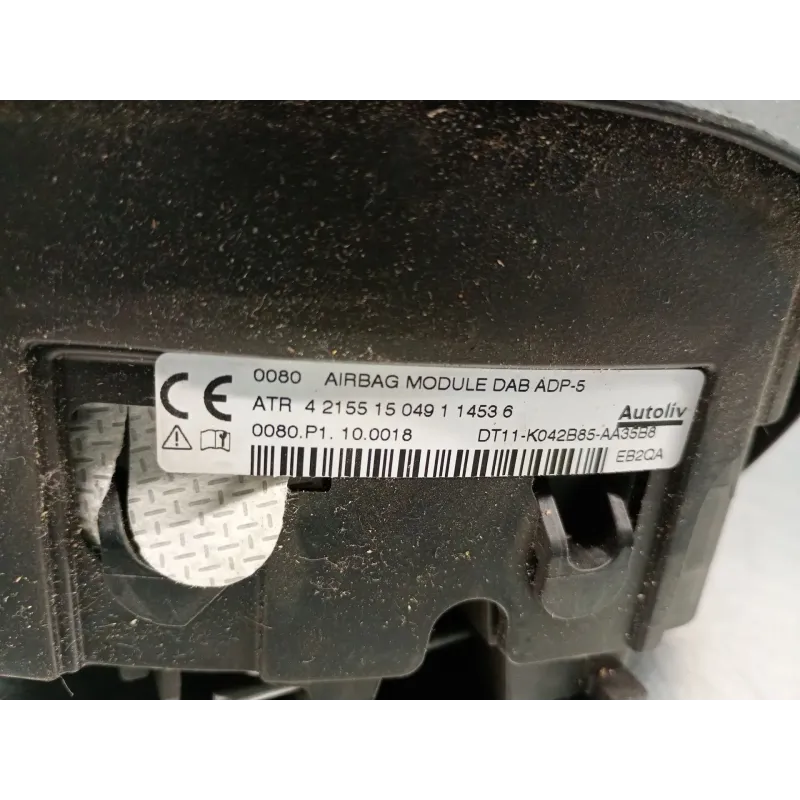 CE 0080 AIRBAG MODULE DAB ADP-5
ATR 4 2155 15 049 1 1453 6 Autoliv
0080.P1. 10.0018 DT11-K042B85-AA35B8
EB2QA